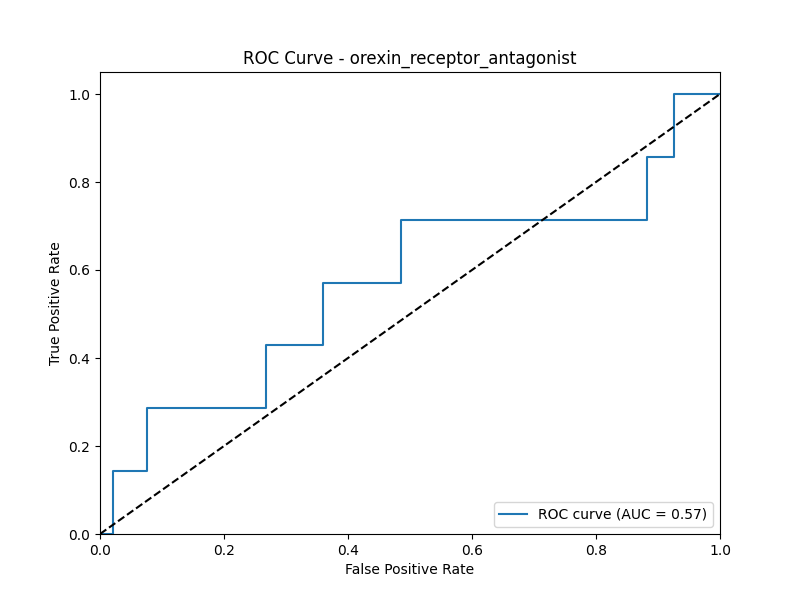 ROC Curve - orexin_receptor_antagonist
True Positive Rate
1.0
0.8
0.6
0.4
0.2
0.0
0.0 0.2 0.4 0.6 0.8 1.0
False Positive Rate
ROC curve (AUC = 0.57)